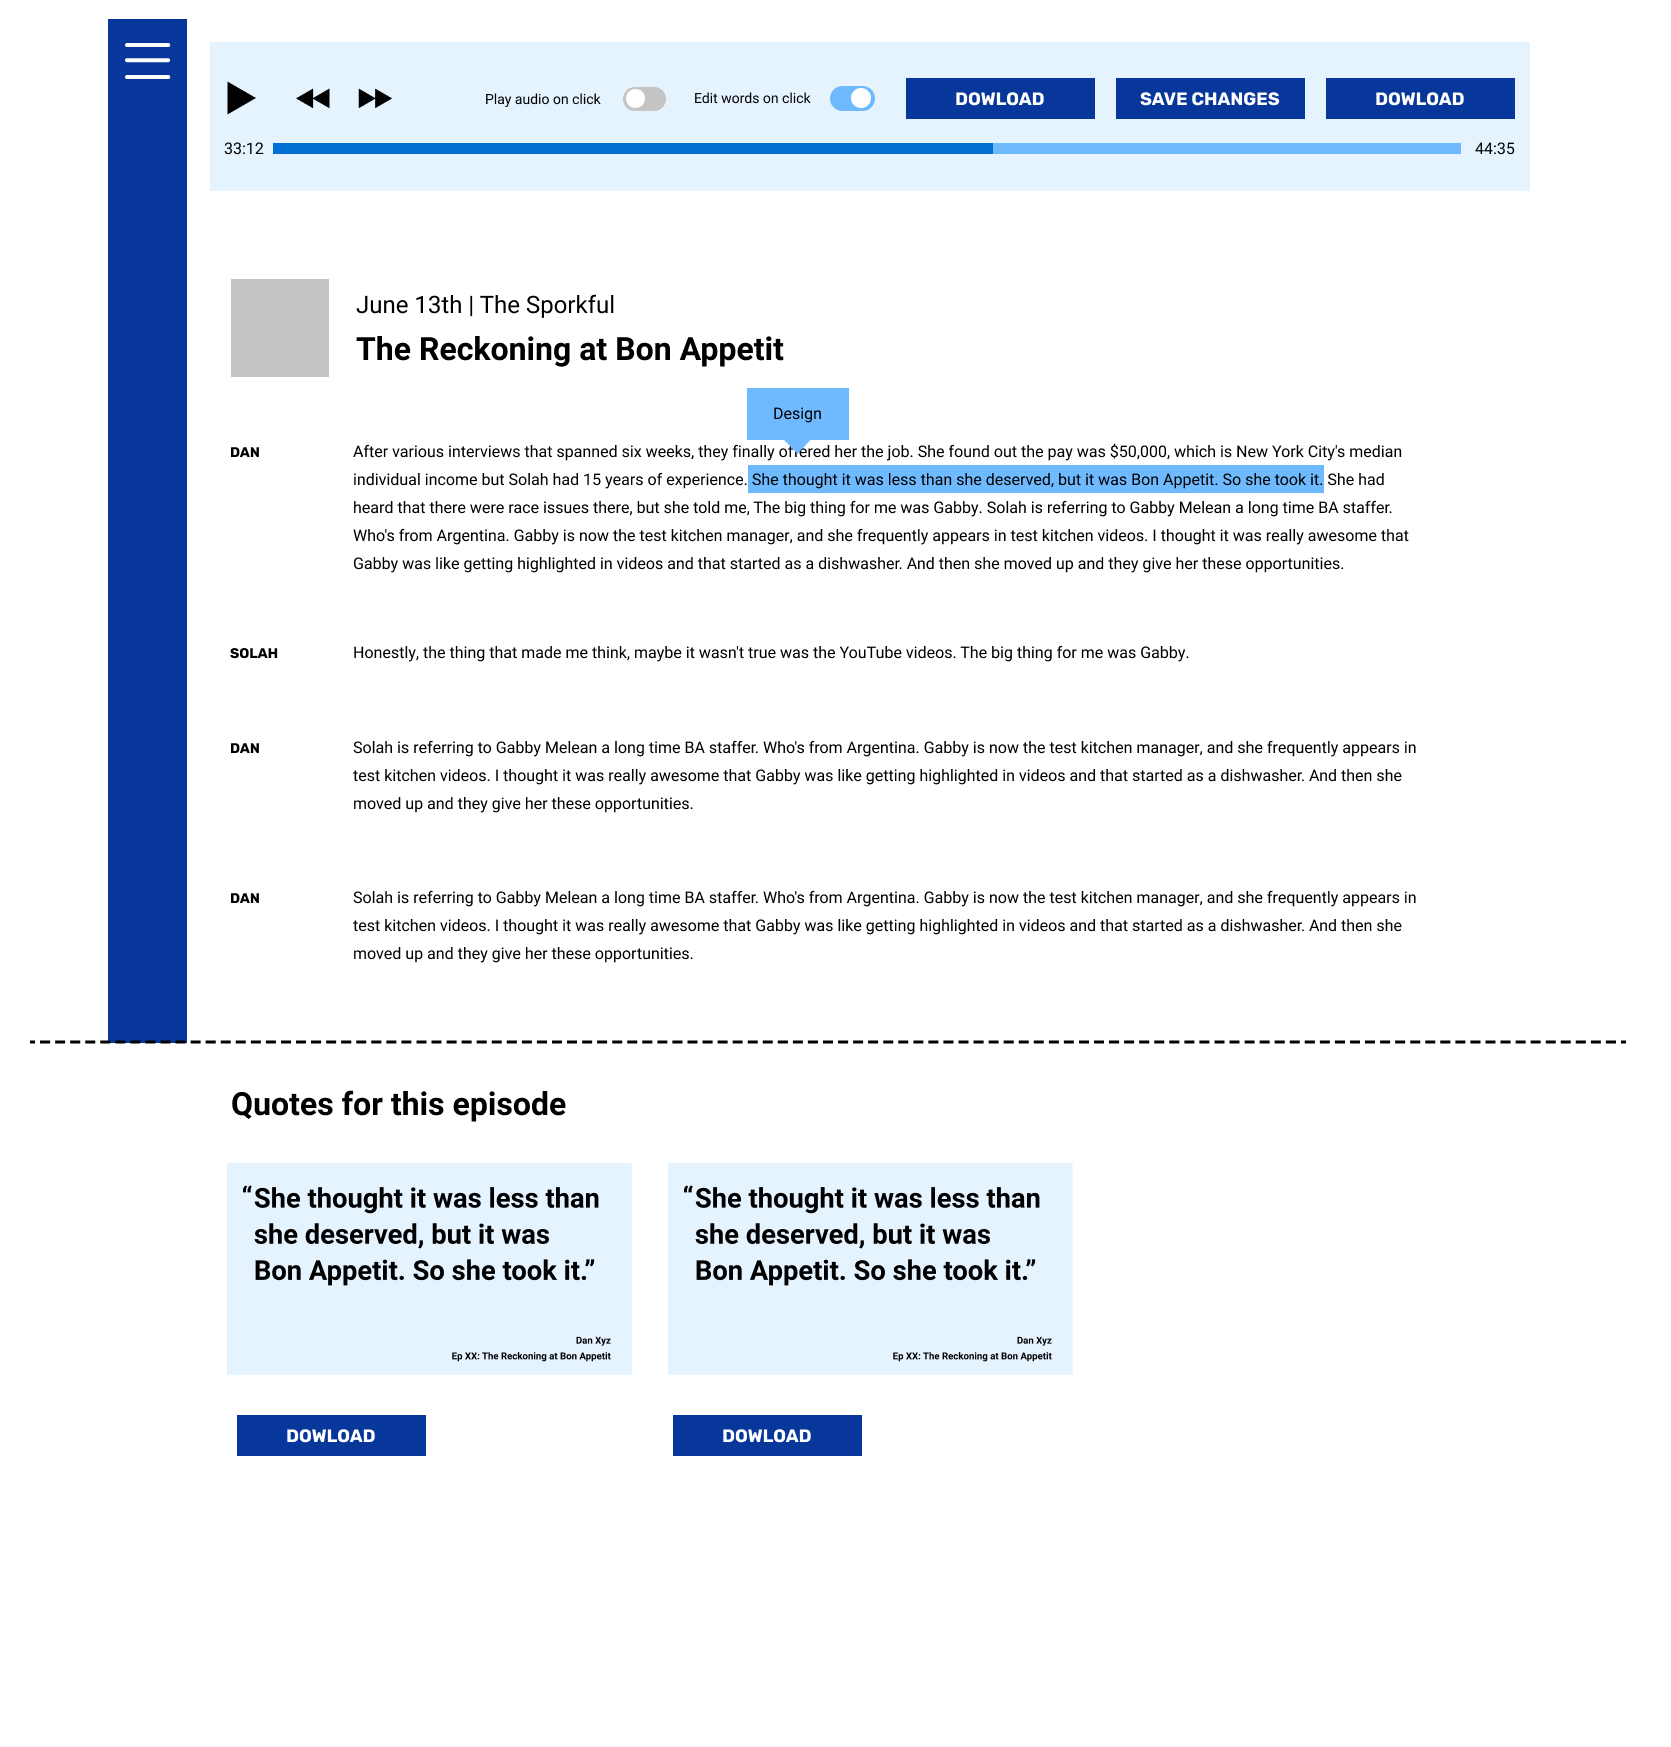 Play audio on click
Edit words on click
DOWLOAD
SAVE CHANGES
DOWLOAD
33:12
44:35
June 13th | The Sporkful
The Reckoning at Bon Appetit
Design
DAN
After various interviews that spanned six weeks, they finally offered her the job. She found out the pay was $50,000, which is New York City's median
individual income but Solah had 15 years of experience. She thought it was less than she deserved, but it was Bon Appetit. So she took it. She had
heard that there were race issues there, but she told me, The big thing for me was Gabby. Solah is referring to Gabby Melean a long time BA staffer.
Who's from Argentina. Gabby is now the test kitchen manager, and she frequently appears in test kitchen videos. I thought it was really awesome that
Gabby was like getting highlighted in videos and that started as a dishwasher. And then she moved up and they give her these opportunities.
SOLAH
Honestly, the thing that made me think, maybe it wasn't true was the YouTube videos. The big thing for me was Gabby.
DAN
Solah is referring to Gabby Melean a long time BA staffer. Who's from Argentina. Gabby is now the test kitchen manager, and she frequently appears in
test kitchen videos. I thought it was really awesome that Gabby was like getting highlighted in videos and that started as a dishwasher. And then she
moved up and they give her these opportunities.
DAN
Solah is referring to Gabby Melean a long time BA staffer. Who's from Argentina. Gabby is now the test kitchen manager, and she frequently appears in
test kitchen videos. I thought it was really awesome that Gabby was like getting highlighted in videos and that started as a dishwasher. And then she
moved up and they give her these opportunities.
Quotes for this episode
“She thought it was less than
she deserved, but it was
Bon Appetit. So she took it.”
Dan Xyz
Ep XX: The Reckoning at Bon Appetit
DOWLOAD
“She thought it was less than
she deserved, but it was
Bon Appetit. So she took it.”
Dan Xyz
Ep XX: The Reckoning at Bon Appetit
DOWLOAD